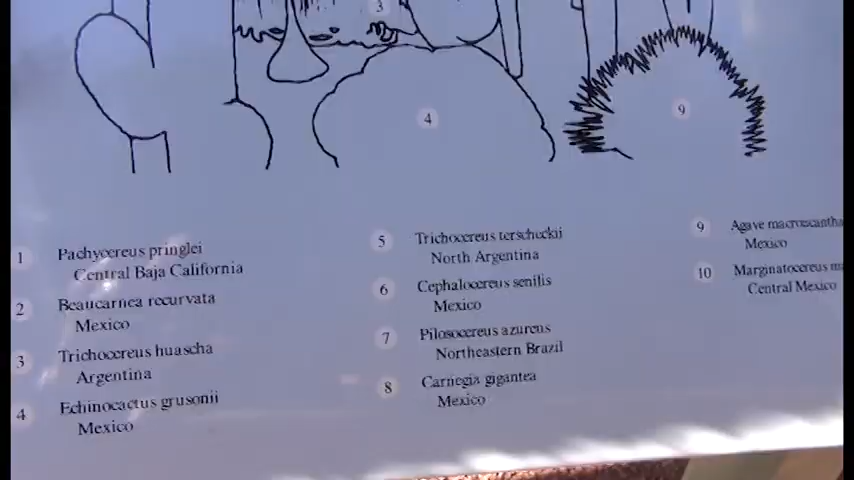 3
4
9
1 Pachycereus pringlei
Central Baja California
2 Beaucarnea recurvata
Mexico
3 Trichocereus huascha
Argentina
4 Echinocactus grusonii
Mexico
5 Trichocereus terscheckii
North Argentina
6 Cephalocereus senilis
Mexico
7 Pilosocereus azureus
Northeastern Brazil
8 Carnegia gigantea
Mexico
9 Agave macroacantha
Mexico
10 Marginatocereus
Central Mexico